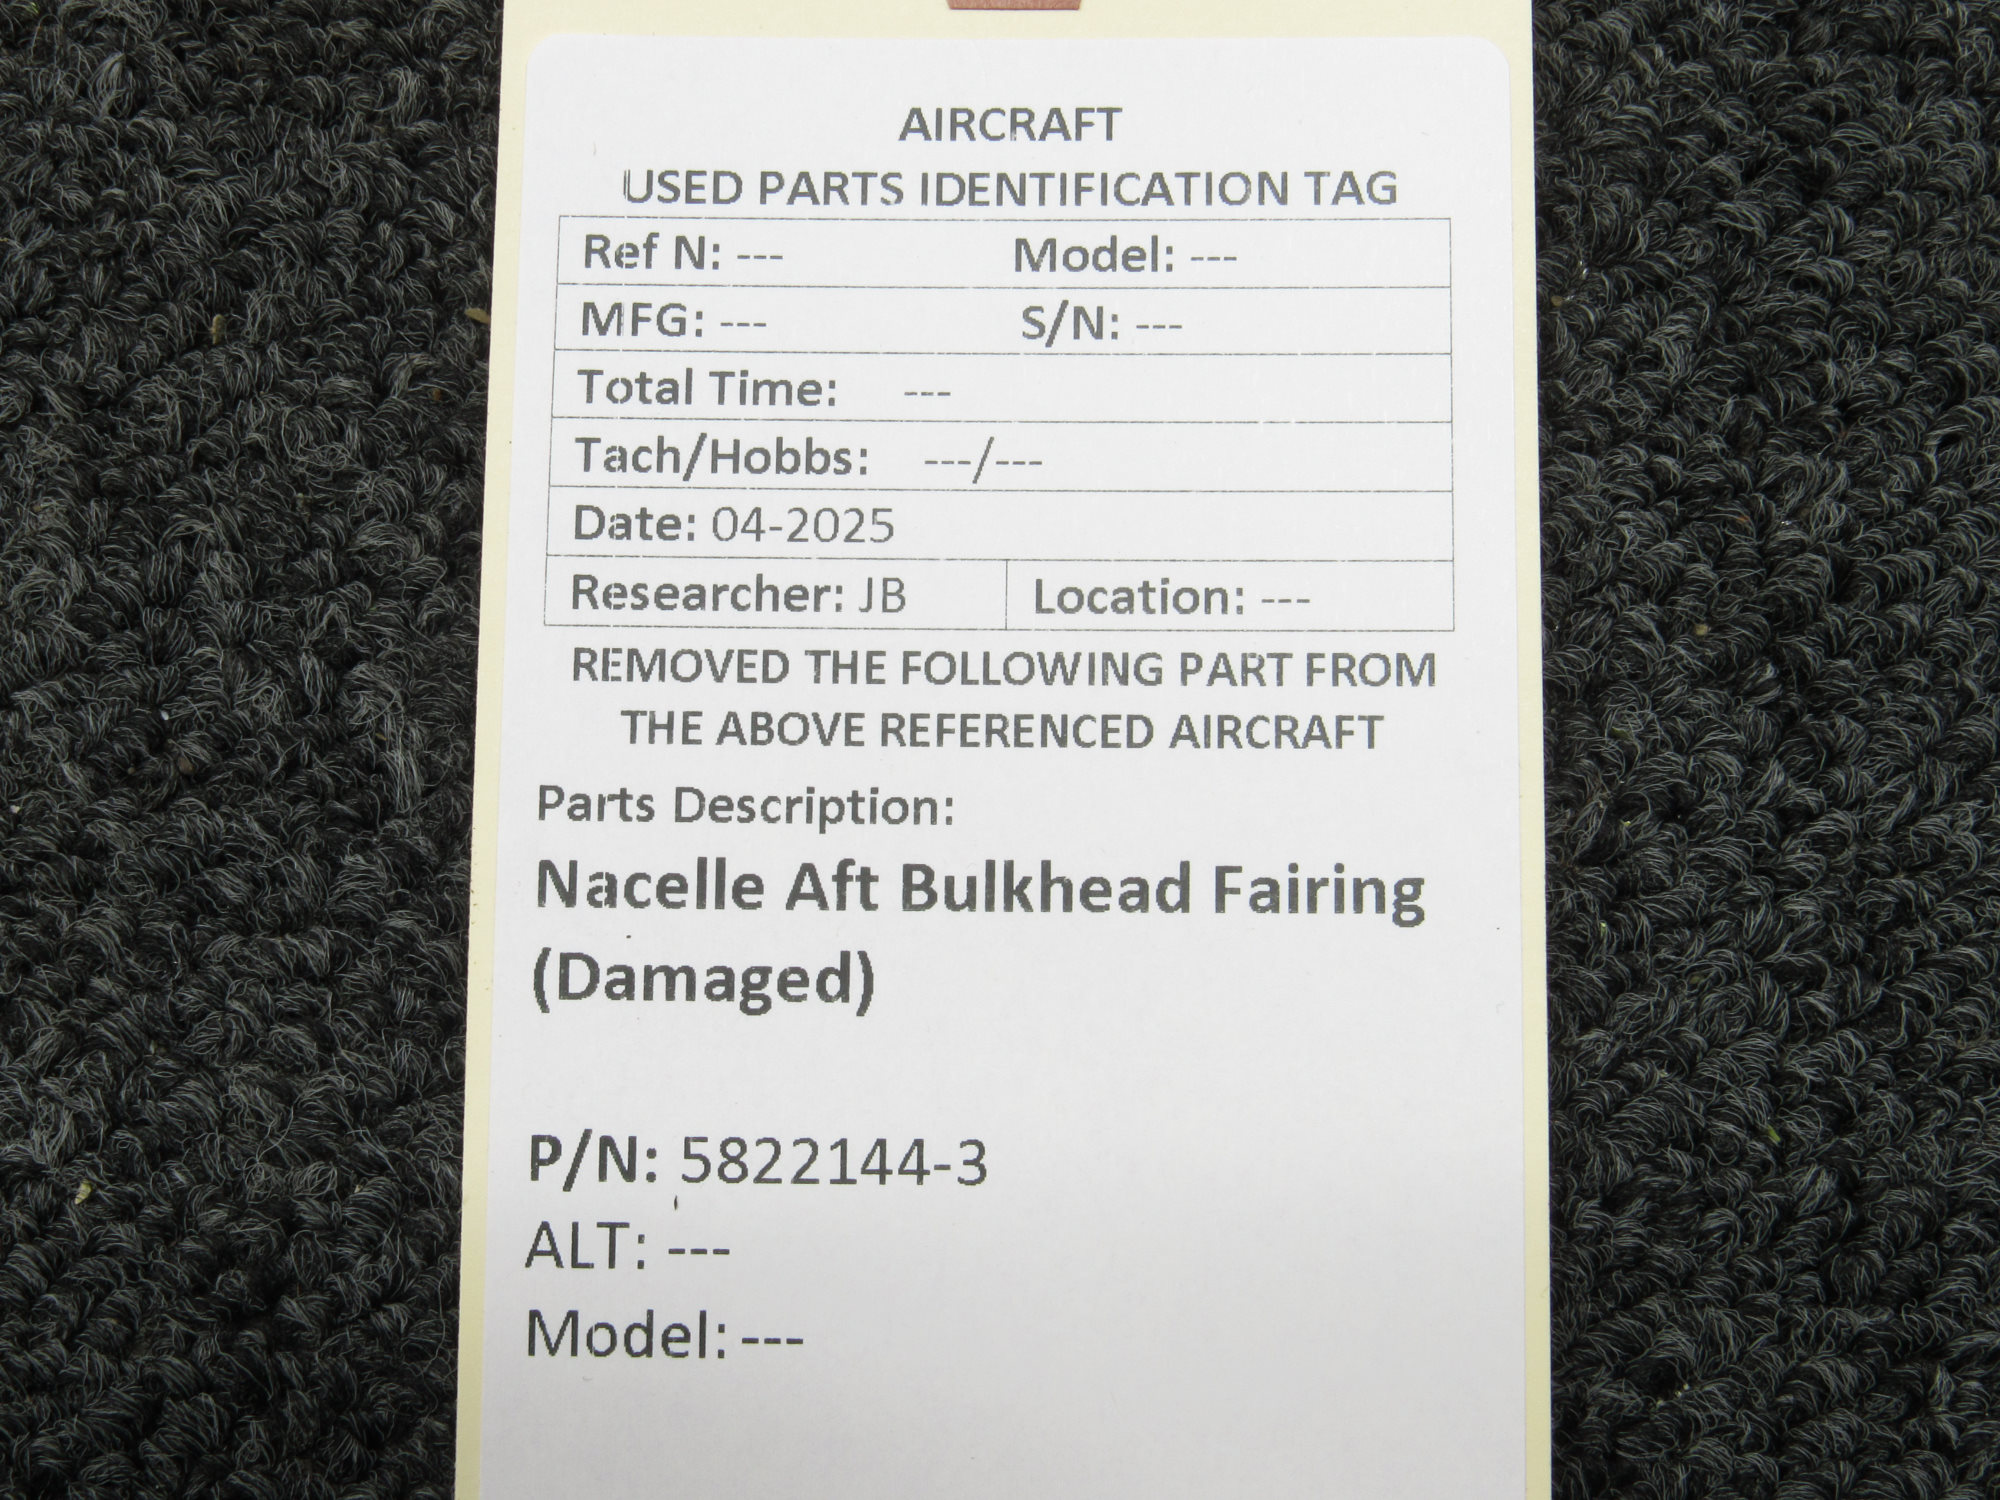 AIRCRAFT
USED PARTS IDENTIFICATION TAG
Ref N: --- Model: ---
MFG: --- S/N: ---
Total Time: ---
Tach/Hobbs: ---/---
Date: 04-2025
Researcher: JB Location: ---
REMOVED THE FOLLOWING PART FROM
THE ABOVE REFERENCED AIRCRAFT
Parts Description:
Nacelle Aft Bulkhead Fairing
(Damaged)
P/N: 5822144-3
ALT: ---
Model: ---